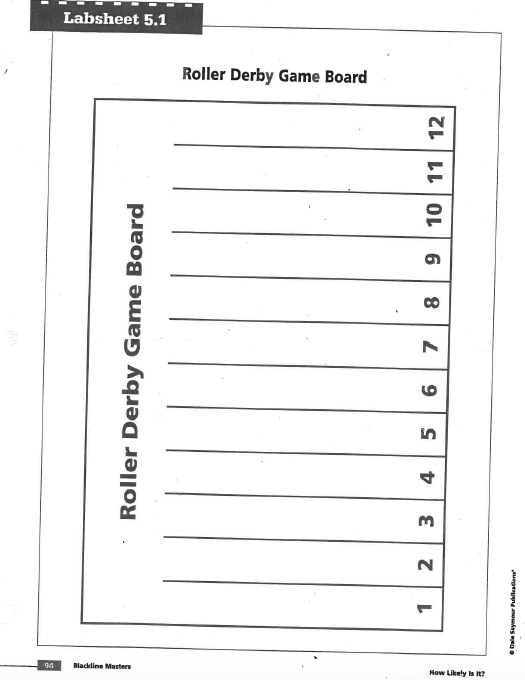 Labsheet 5.1
Roller Derby Game Board
Roller Derby Game Board
1
2
3
4
5
6
7
8
9
10
11
12
94
Blackline Masters
How Likely Is It?
© Dale Seymour Publications®